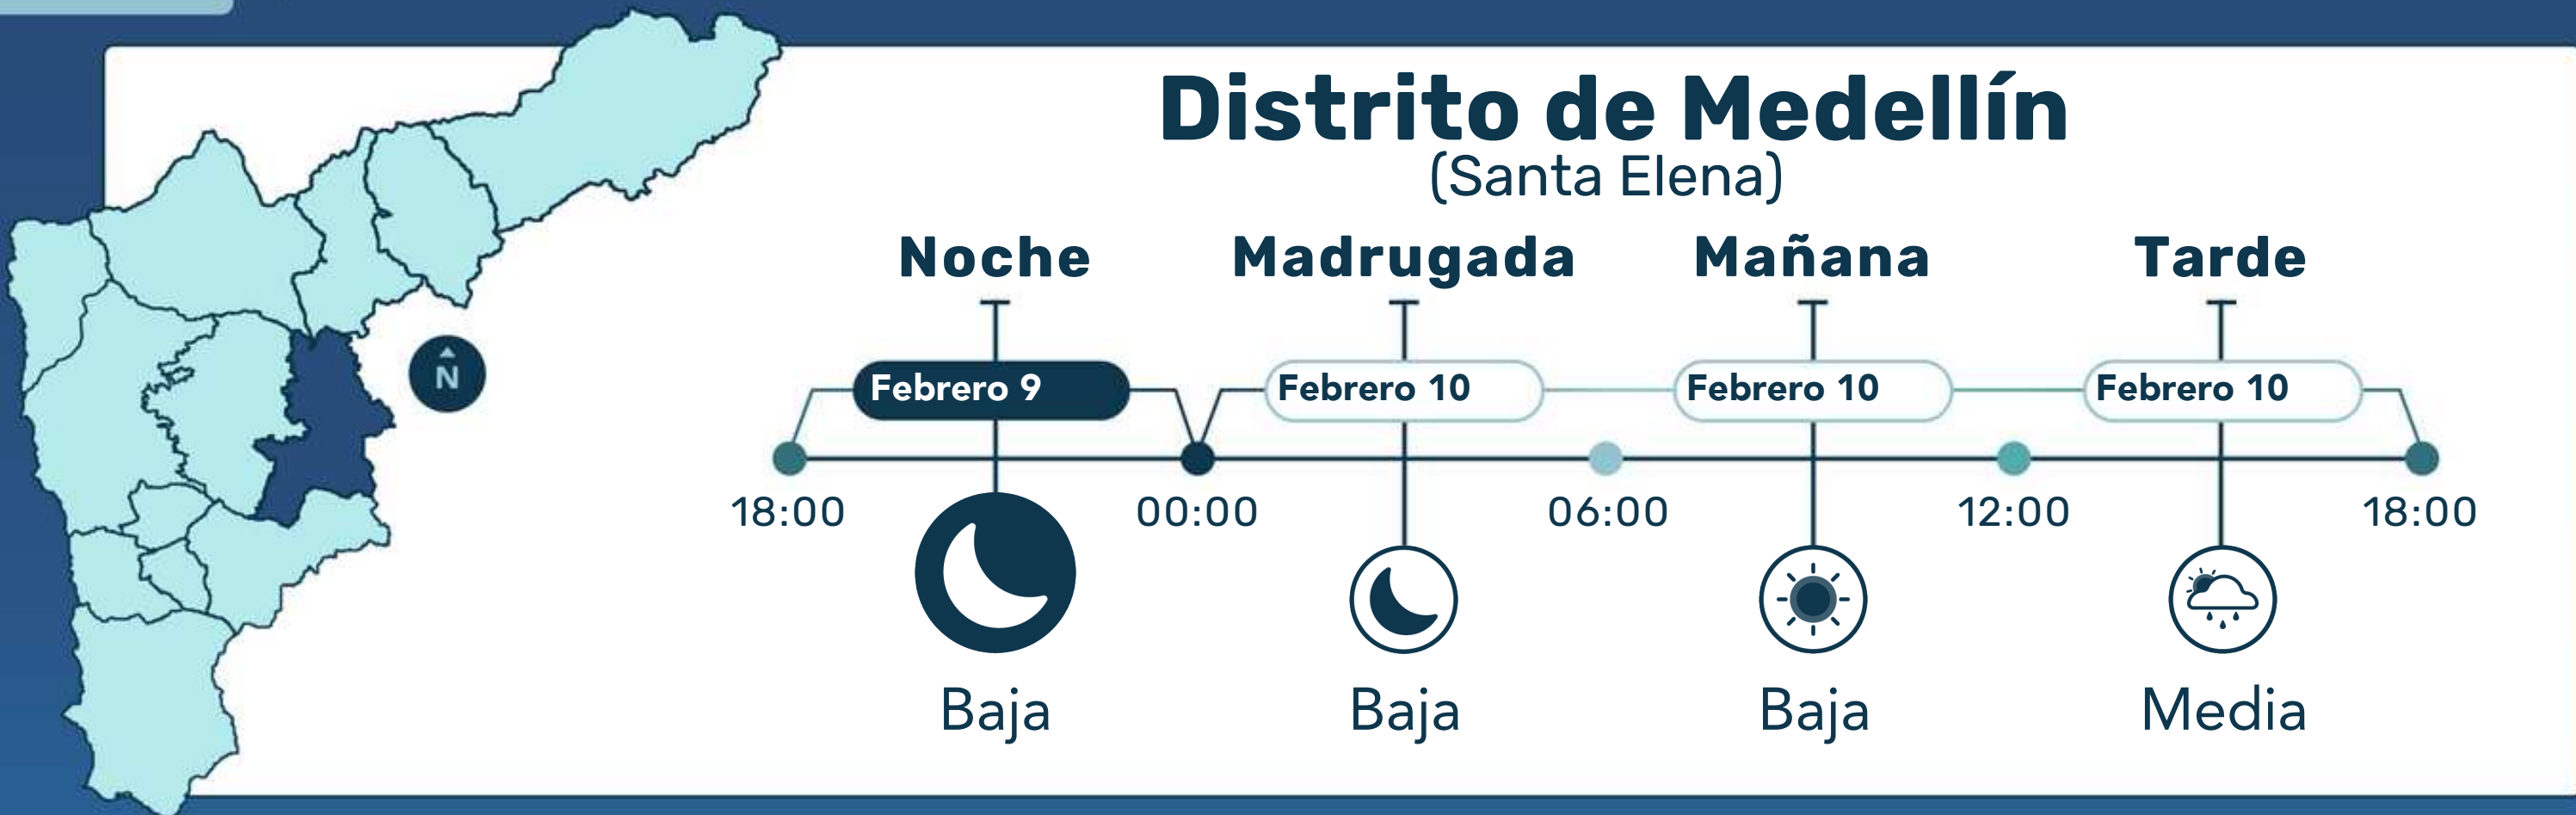 Distrito de Medellín
(Santa Elena)
Noche Madrugada Mañana Tarde
N
Febrero 9 Febrero 10 Febrero 10 Febrero 10
18:00 00:00 06:00 12:00 18:00
Baja Baja Baja Media